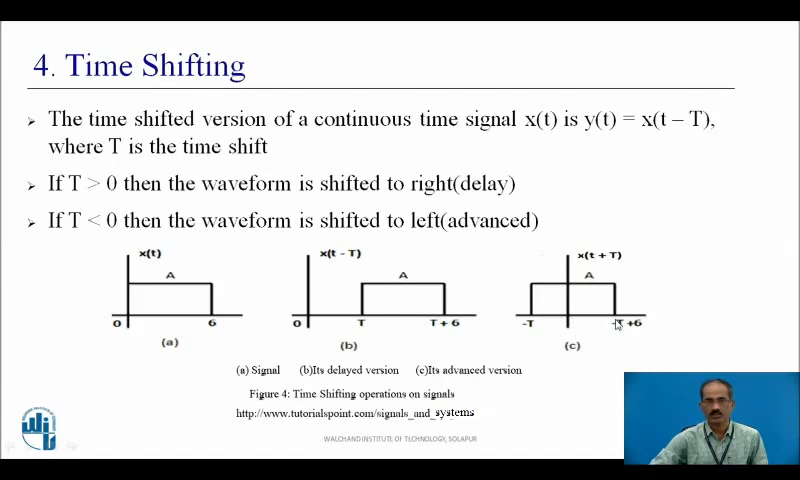 4. Time Shifting
The time shifted version of a continuous time signal x(t) is y(t) = x(t – T),
where T is the time shift
If T > 0 then the waveform is shifted to right(delay)
If T < 0 then the waveform is shifted to left(advanced)
x(t) x(t - T) x(t + T)
A A A
0 6 0 T T + 6 -T -T +6
(a) (b) (c)
(a) Signal (b)Its delayed version (c)Its advanced version
Figure 4: Time Shifting operations on signals
http://www.tutorialspoint.com/signals_and_systems
WALCHAND INSTITUTE OF TECHNOLOGY, SOLAPUR